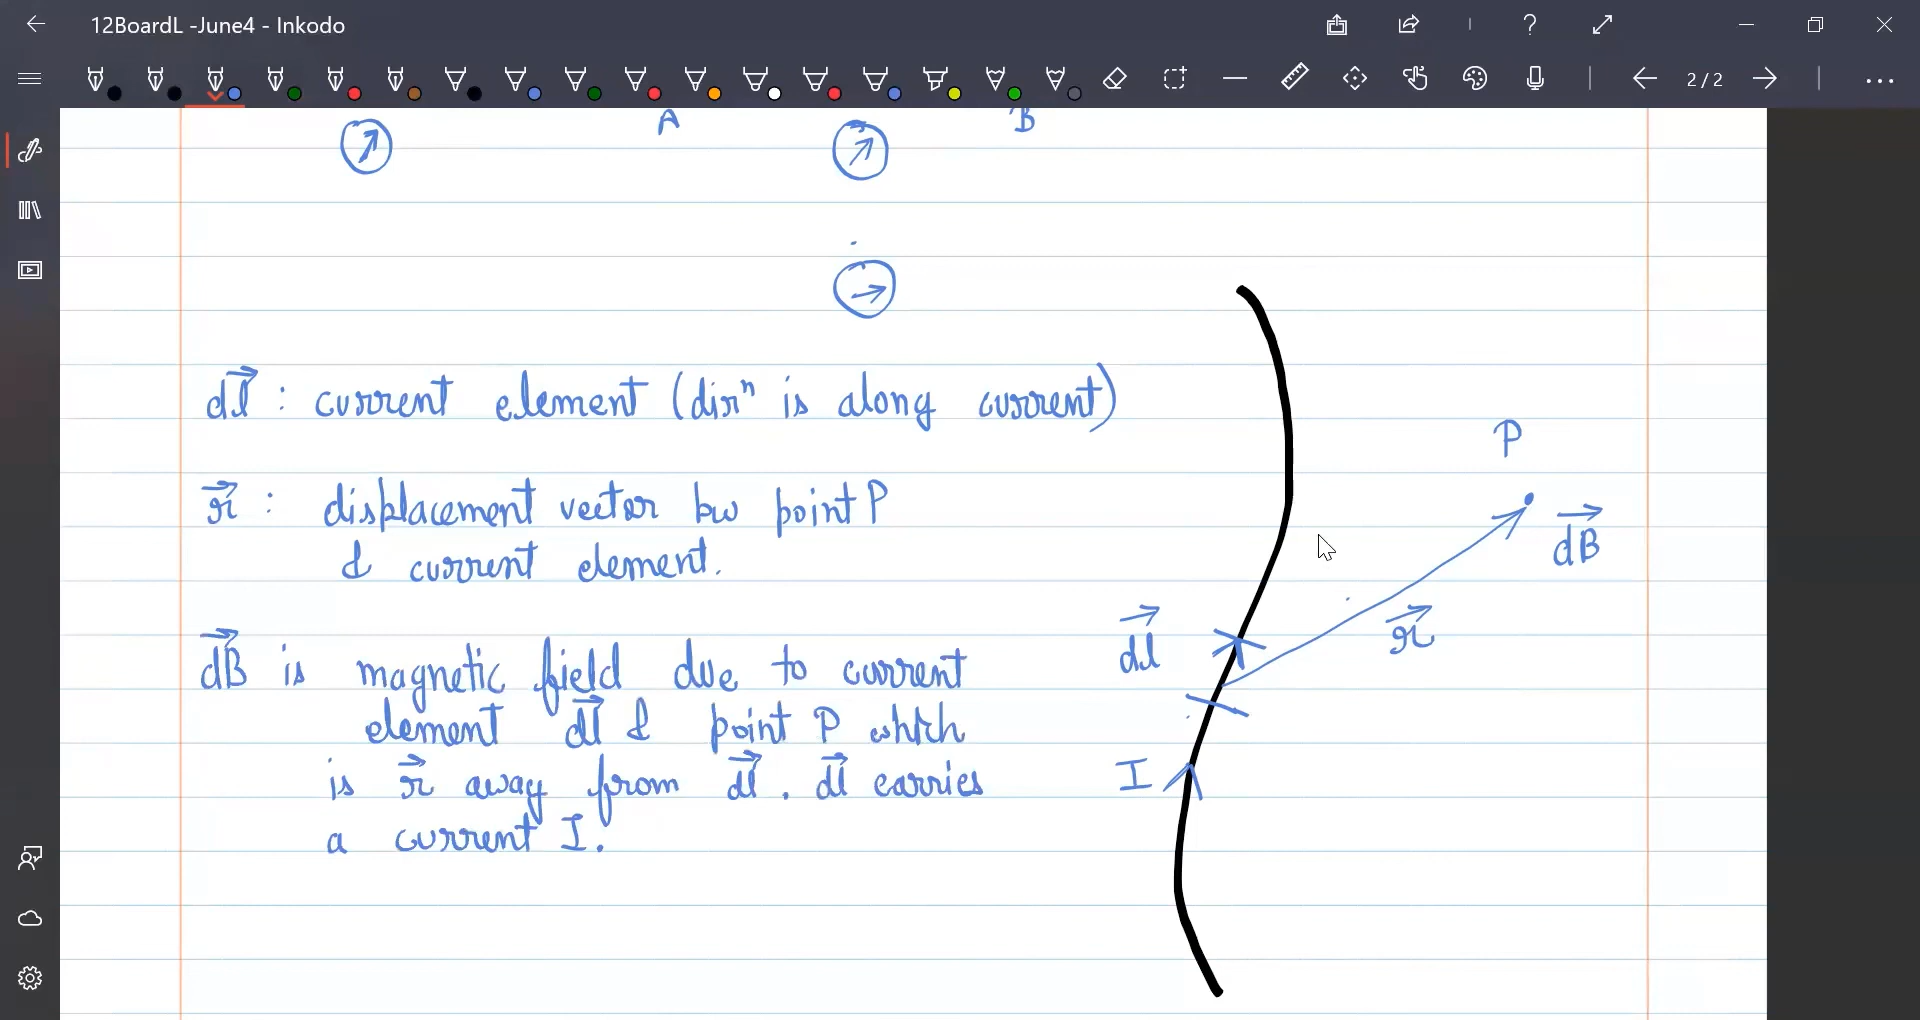 12BoardL -June4 - Inkodo
2/2
A B
dl⃗ : current element (dirⁿ is along current)
r⃗ : displacement vector bw point P
& current element.
dB⃗ is magnetic field due to current
element dl⃗ & point P which
is r⃗ away from dl⃗ . dl⃗ carries
a current I.
P
dB⃗
r⃗
dl⃗
I